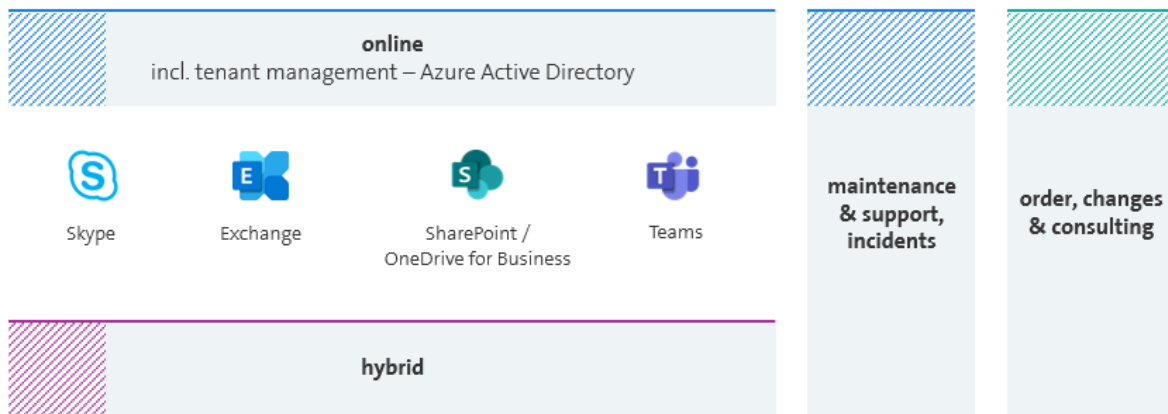 online
incl. tenant management – Azure Active Directory
S
E
S
T
Skype
Exchange
SharePoint /
OneDrive for Business
Teams
hybrid
maintenance
& support,
incidents
order, changes
& consulting